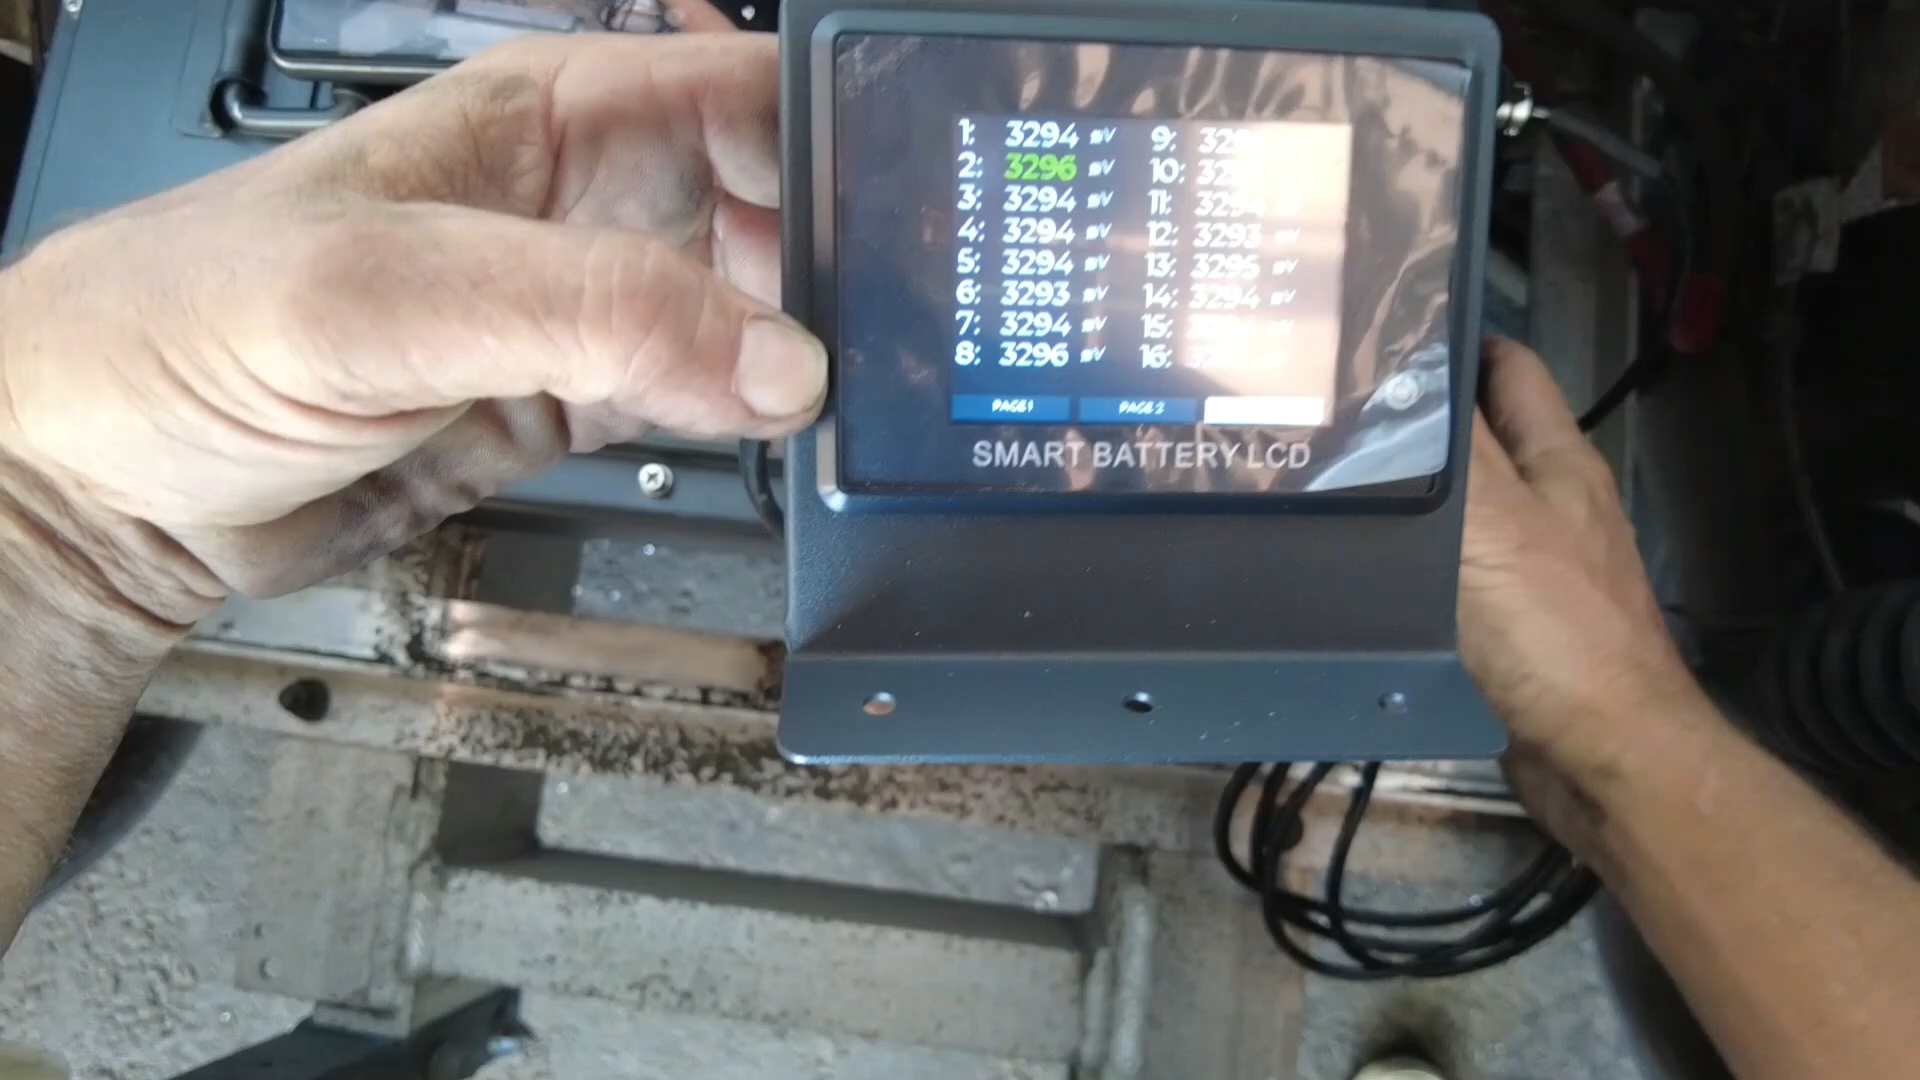 1: 3294 mV 9:
2: 3296 mV 10:
3: 3294 mV 11: 3294
4: 3294 mV 12: 3293 mV
5: 3294 mV 13: 3295 mV
6: 3293 mV 14: 3294 mV
7: 3294 mV 15:
8: 3296 mV 16:
PAGE1 PAGE2
SMART BATTERY LCD